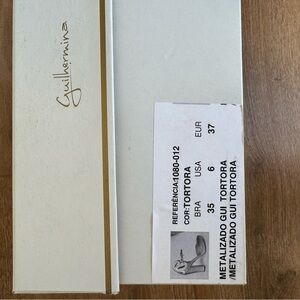 Guilhermina
REFERÊNCIA:1080-012
COR:TORTORA
BRA USA EUR
35 6 37
METALIZADO GUI TORTORA
/METALIZADO GUI TORTORA